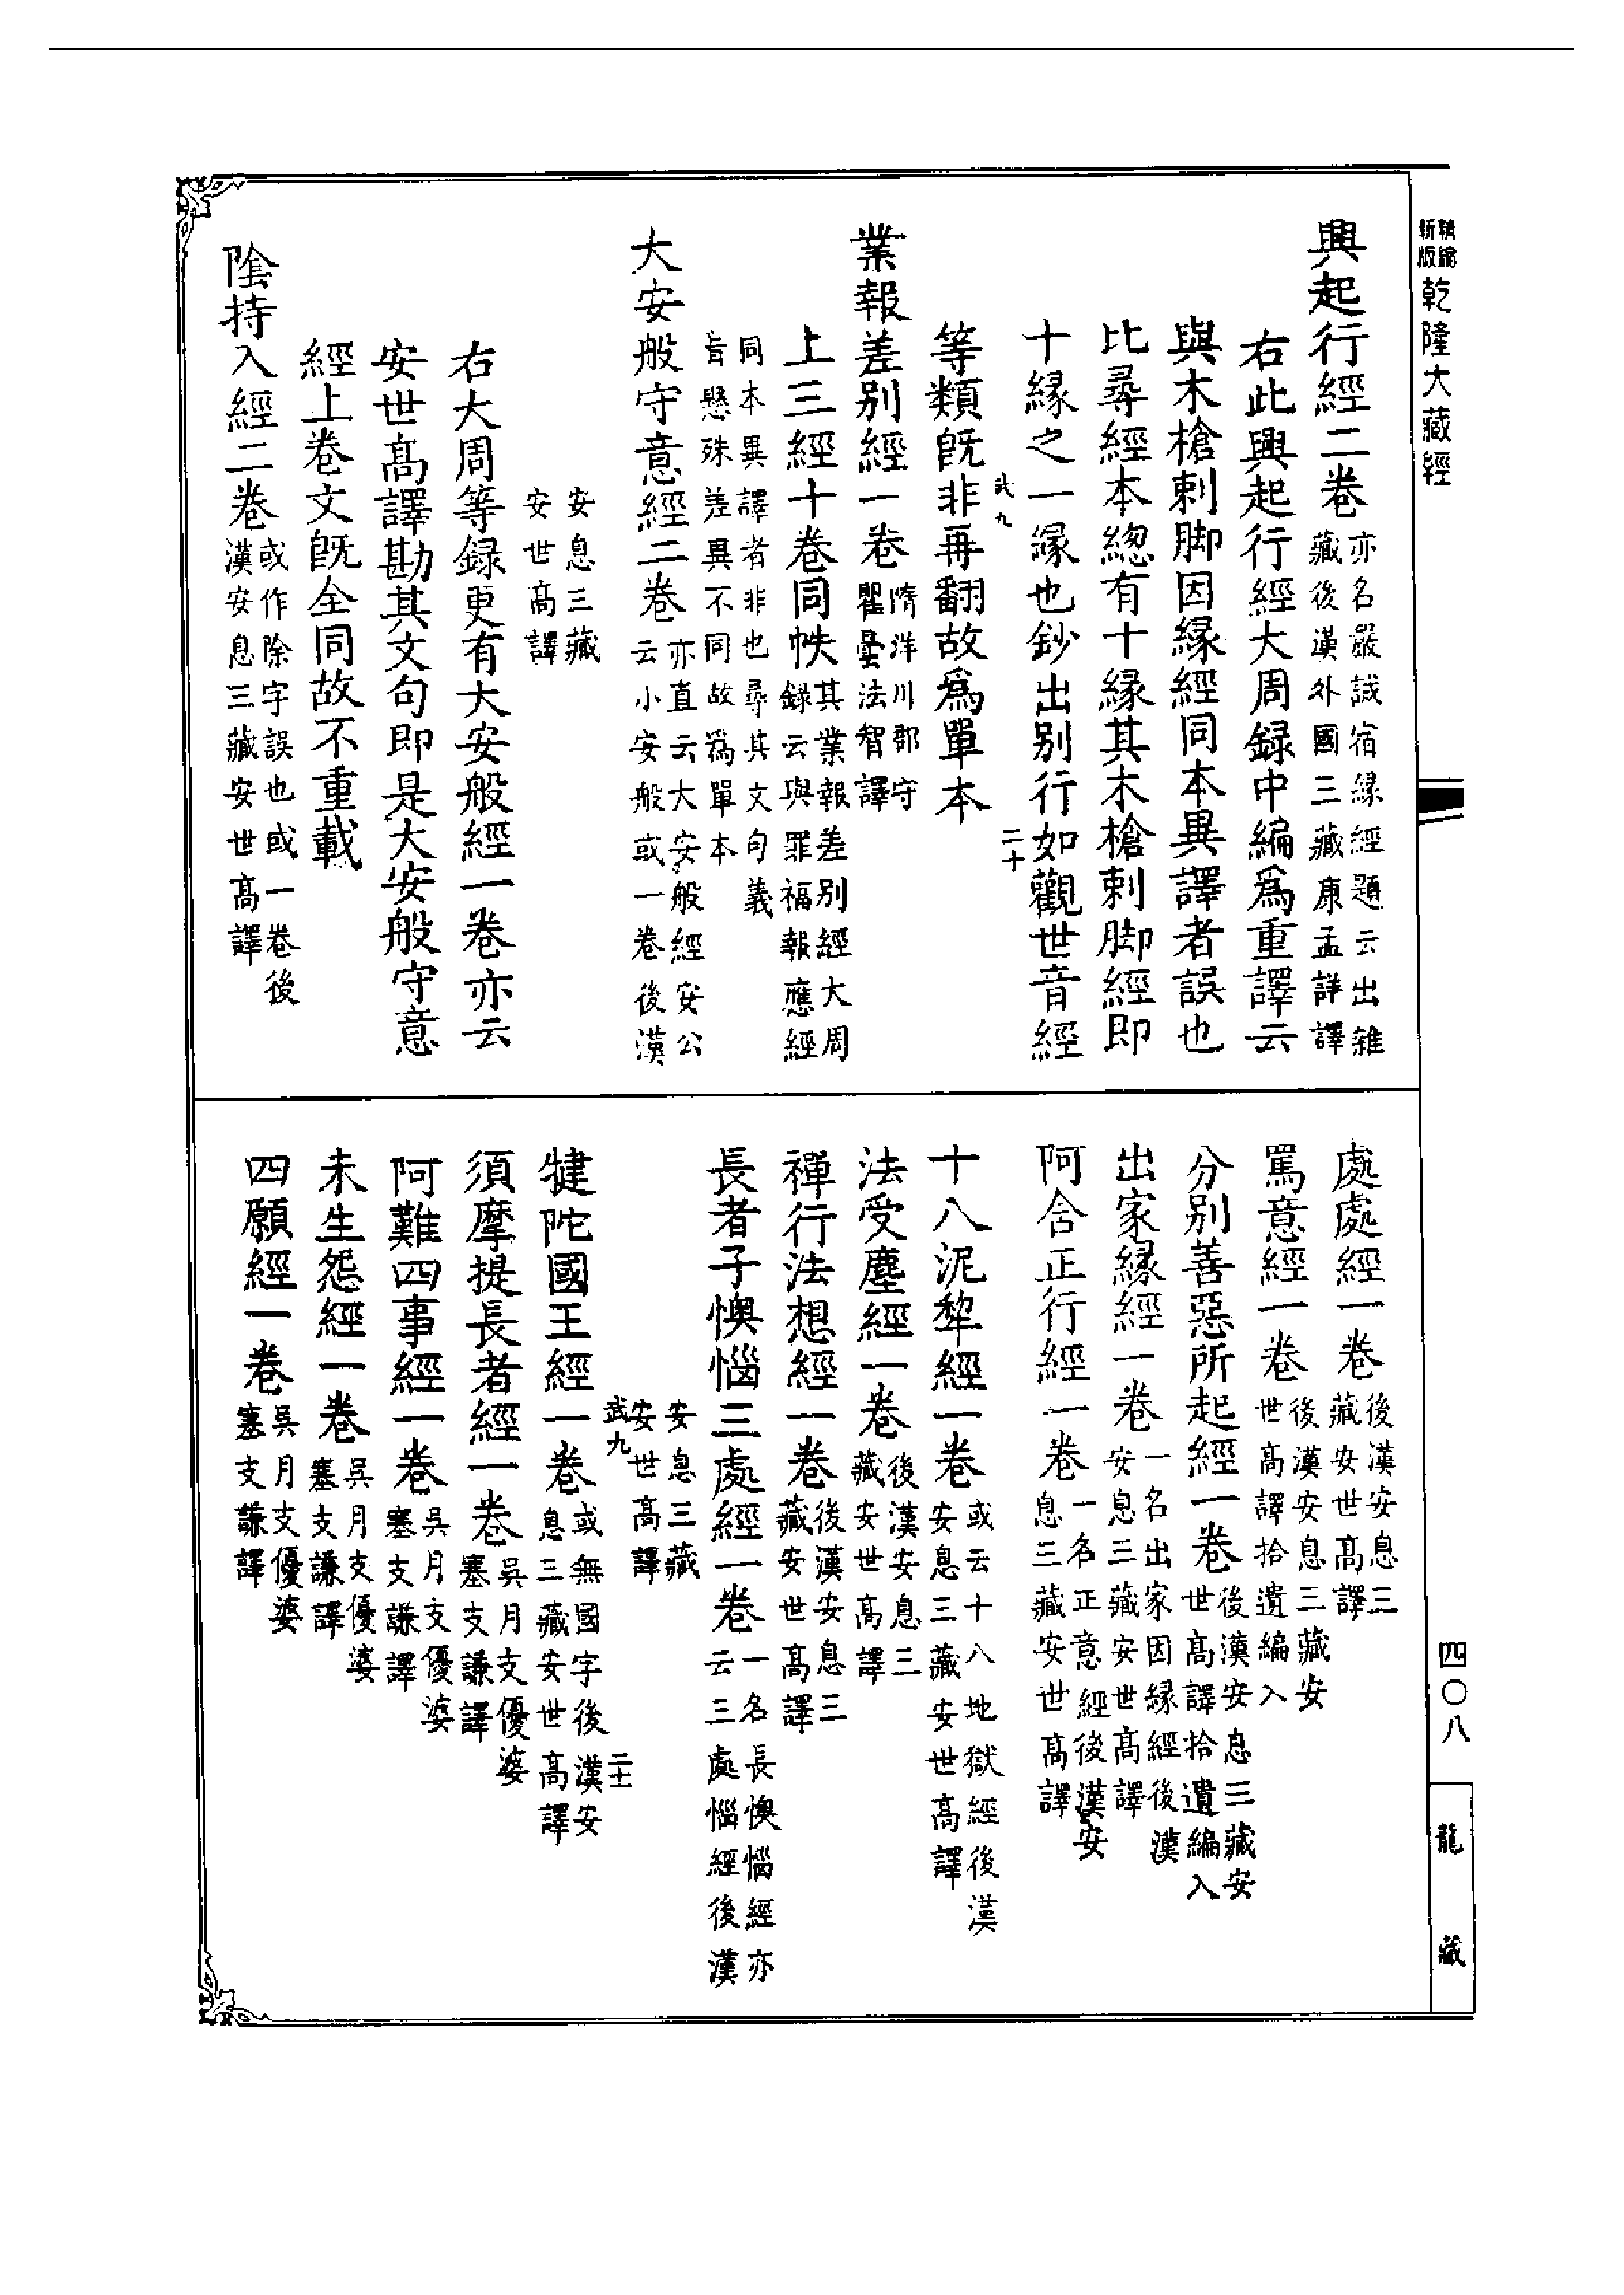 新版精縮 乾隆大藏經
興起行經二卷 亦名嚴誡宿緣經題云出雜藏後漢外國三藏康孟詳譯
右此興起行經大周録中編爲重譯云
與木槍刺脚因緣經同本異譯者誤也
比尋經本總有十緣其木槍刺脚經即
十緣之一緣也鈔出別行如觀世音經
武九 二十
等類旣非再翻故爲單本
業報差別經一卷 隋洋川郡守瞿曇法智譯
上三經十卷同帙 其業報差別經大周録云與罪福報應經
同本異譯者非也尋其文句義旨懸殊差異不同故爲單本
大安般守意經二卷 亦直云大安般經安公云小安般或一卷後漢
安息三藏安世高譯
右大周等録更有大安般經一卷亦云
安世高譯勘其文句即是大安般守意
經上卷文旣全同故不重載
陰持入經二卷 或作除字誤也或一卷後漢安息三藏安世高譯
處處經一卷 後漢安息三藏安世高譯
罵意經一卷 後漢安息三藏安世高譯拾遺編入
分別善惡所起經一卷 後漢安息三藏安世高譯拾遺編入
出家緣經一卷 一名出家因緣經後漢安息三藏安世高譯
阿含正行經一卷 一名正意經後漢安息三藏安世高譯
十八泥犂經一卷 或云十八地獄經後漢安息三藏安世高譯
法受塵經一卷 後漢安息三藏安世高譯
禪行法想經一卷 後漢安息三藏安世高譯
長者子懊惱三處經一卷 一名長懊惱經亦云三處惱經後漢
安息三藏安世高譯
武九 二十一
犍陀國王經一卷 或無國字後漢安息三藏安世高譯
須摩提長者經一卷 吳月支優婆塞支謙譯
阿難四事經一卷 吳月支優婆塞支謙譯
未生怨經一卷 吳月支優婆塞支謙譯
四願經一卷 吳月支優婆塞支謙譯
四〇八
龍藏